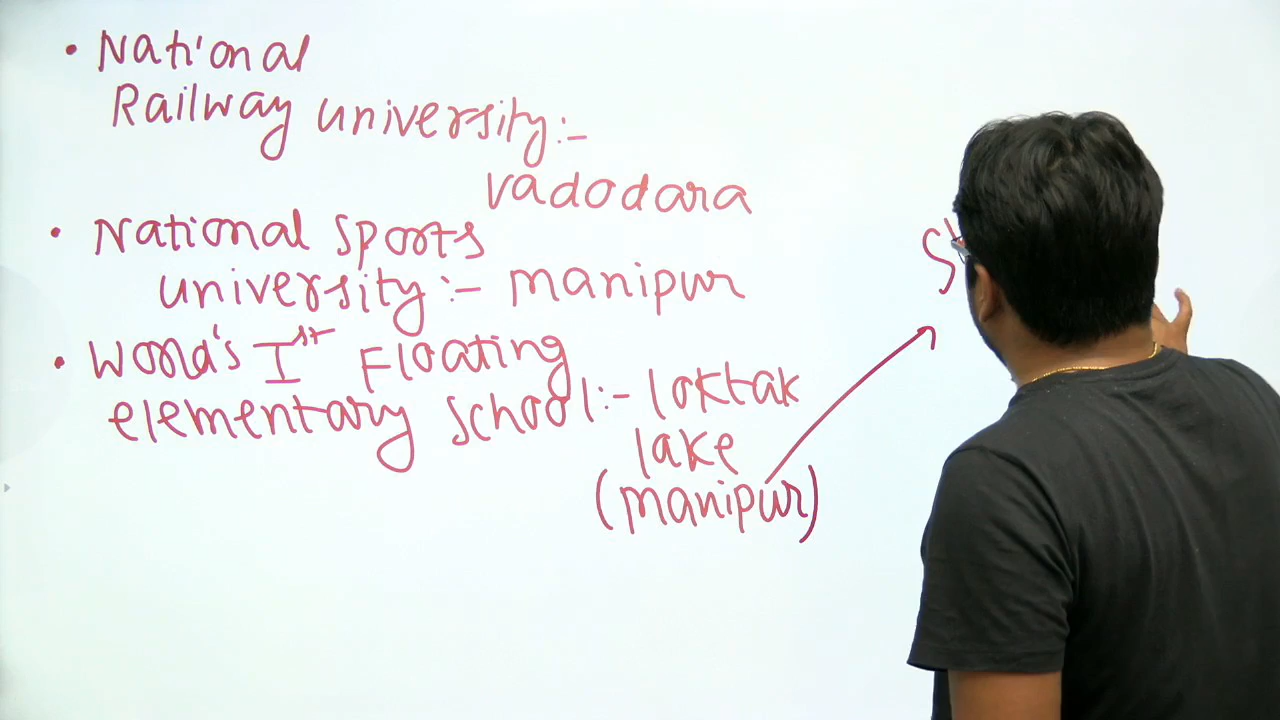 • National
Railway university:-
vadodara
• National sports
university:- manipur
• World's Ist Floating
elementary school:- loktak
lake
(manipur)